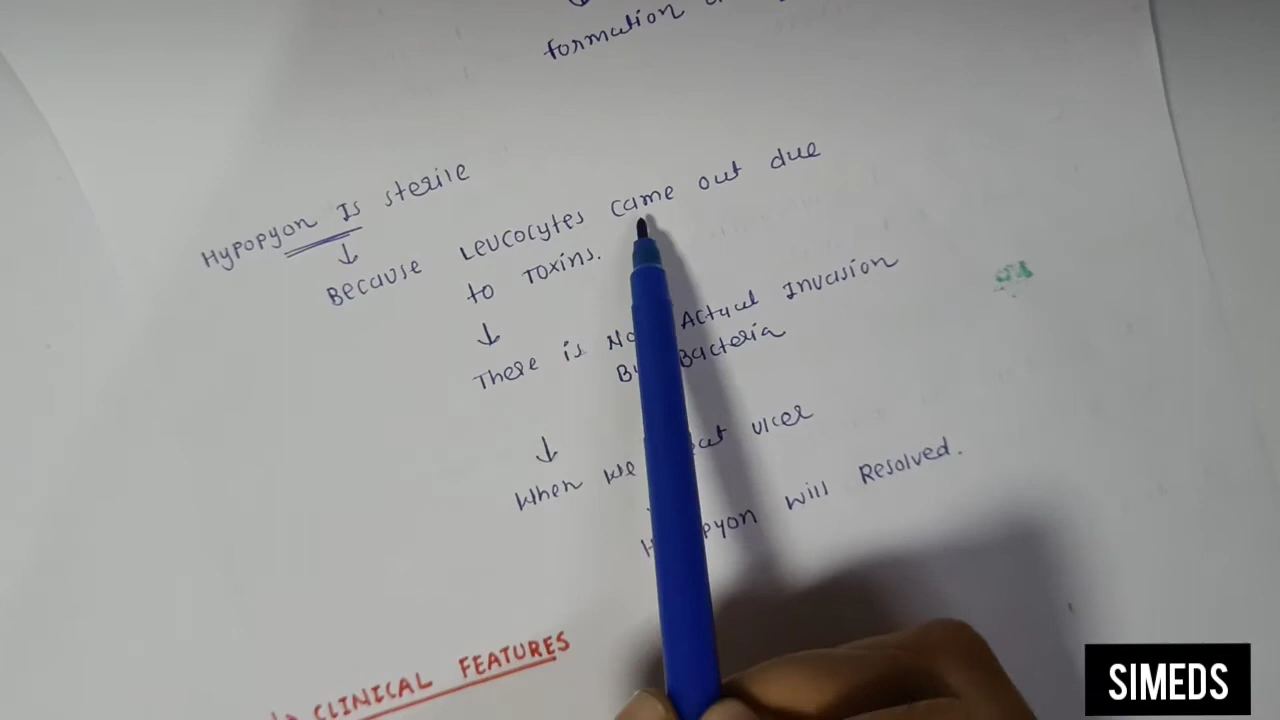 formation
Hypopyon Is sterile
↓
Because Leucocytes came out due
to Toxins.
↓
There is Actual Invasion
Bacteria
↓
When we ulcer
will Resolved.
CLINICAL FEATURES
SIMEDS